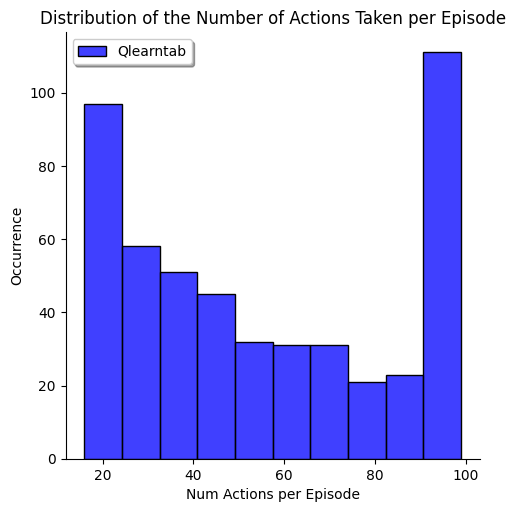 Distribution of the Number of Actions Taken per Episode
Qlearntab
100
80
60
40
20
0
Occurrence
20 40 60 80 100
Num Actions per Episode